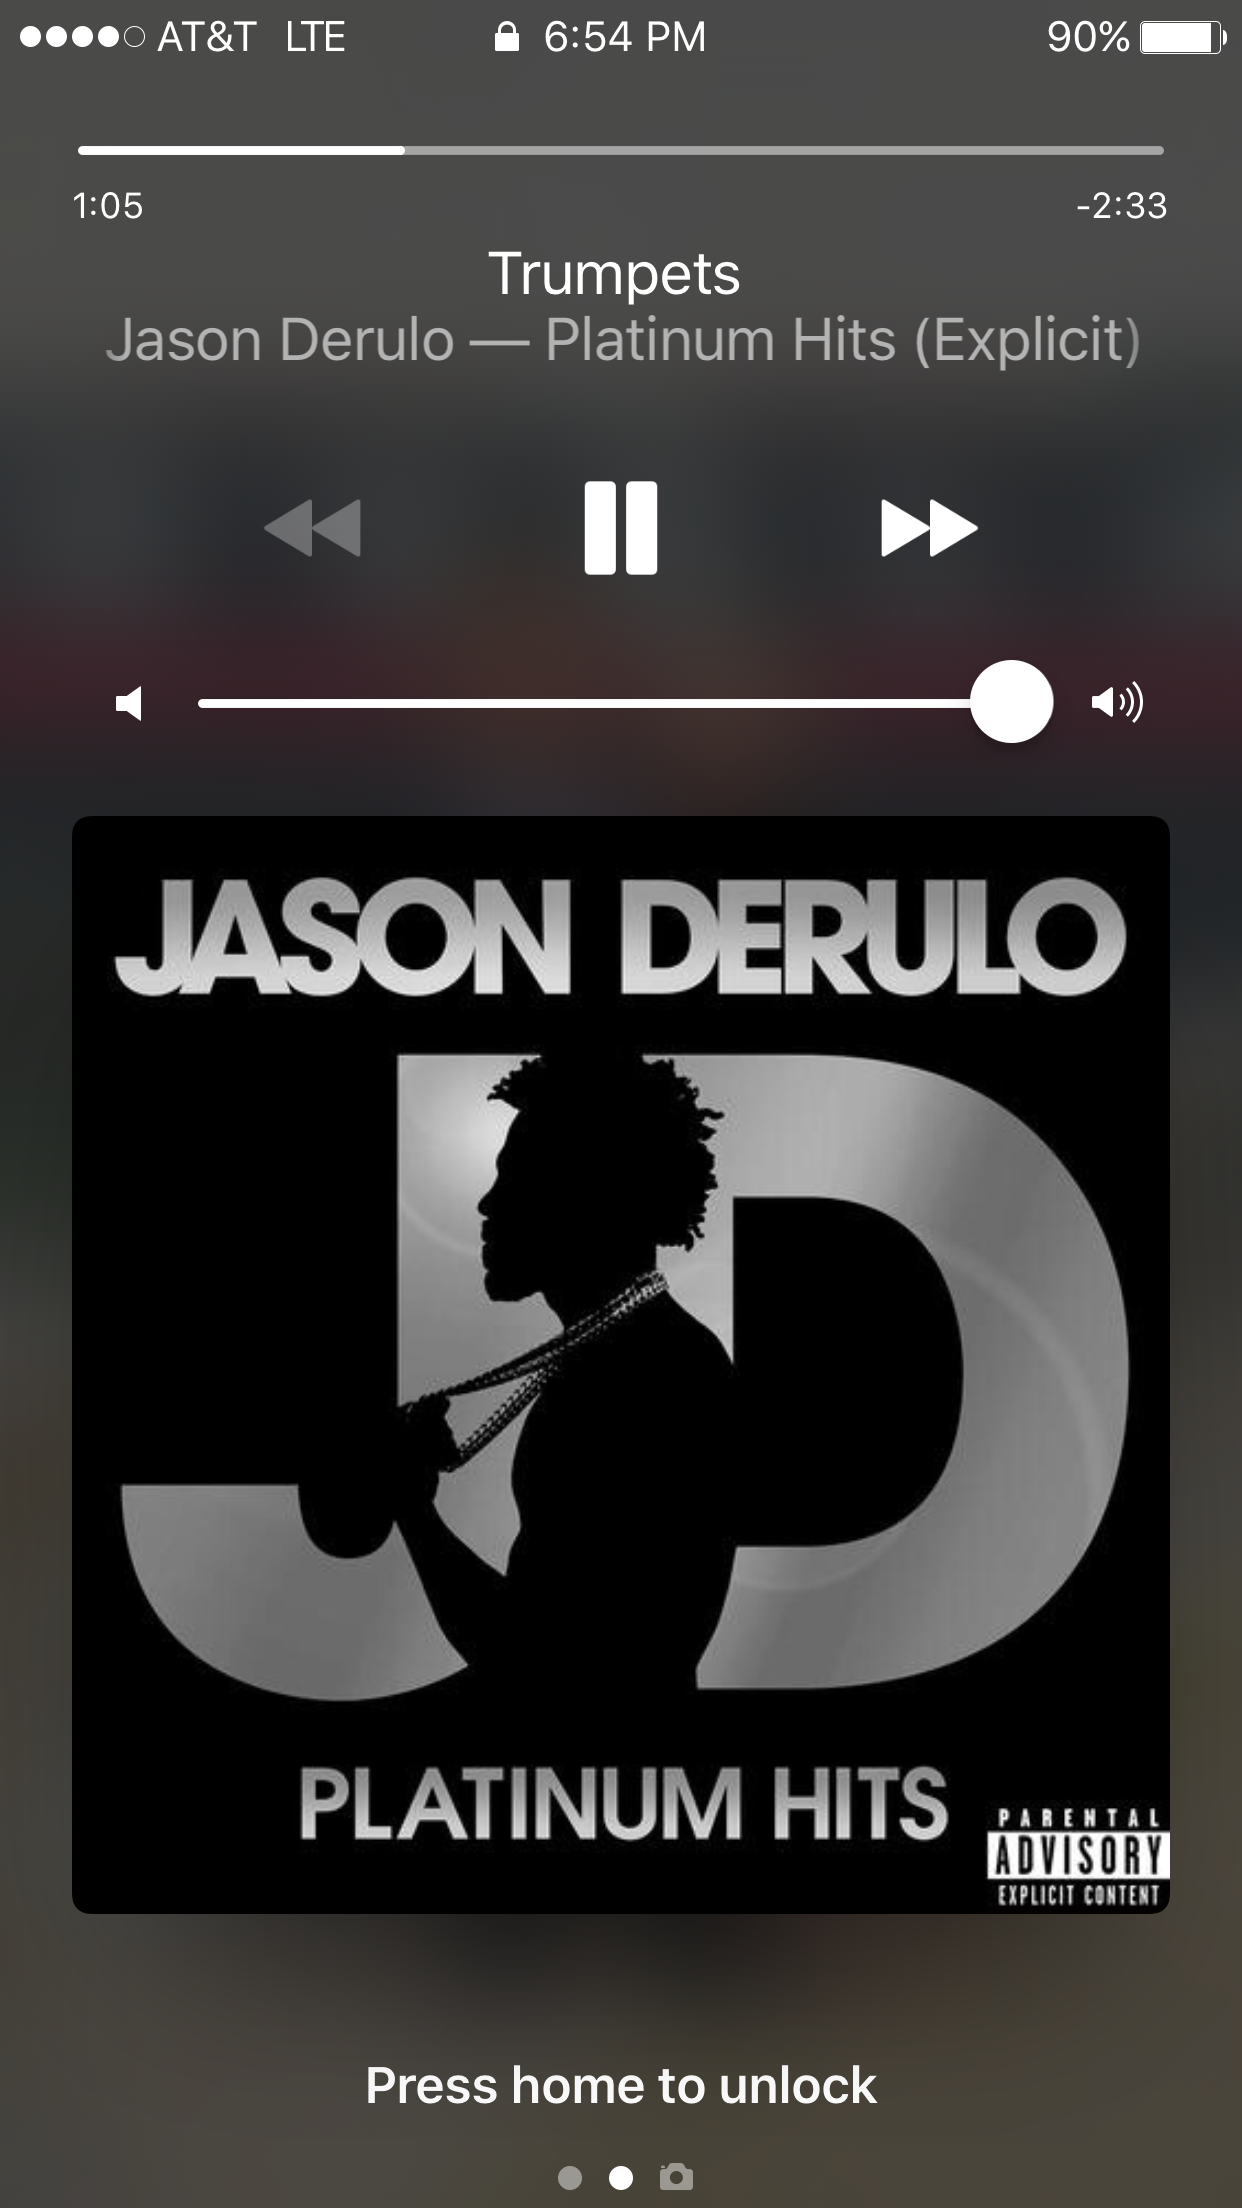 AT&T LTE 6:54 PM 90%
1:05 -2:33
Trumpets
Jason Derulo — Platinum Hits (Explicit)
JASON DERULO
JD
PLATINUM HITS
PARENTAL
ADVISORY
EXPLICIT CONTENT
Press home to unlock